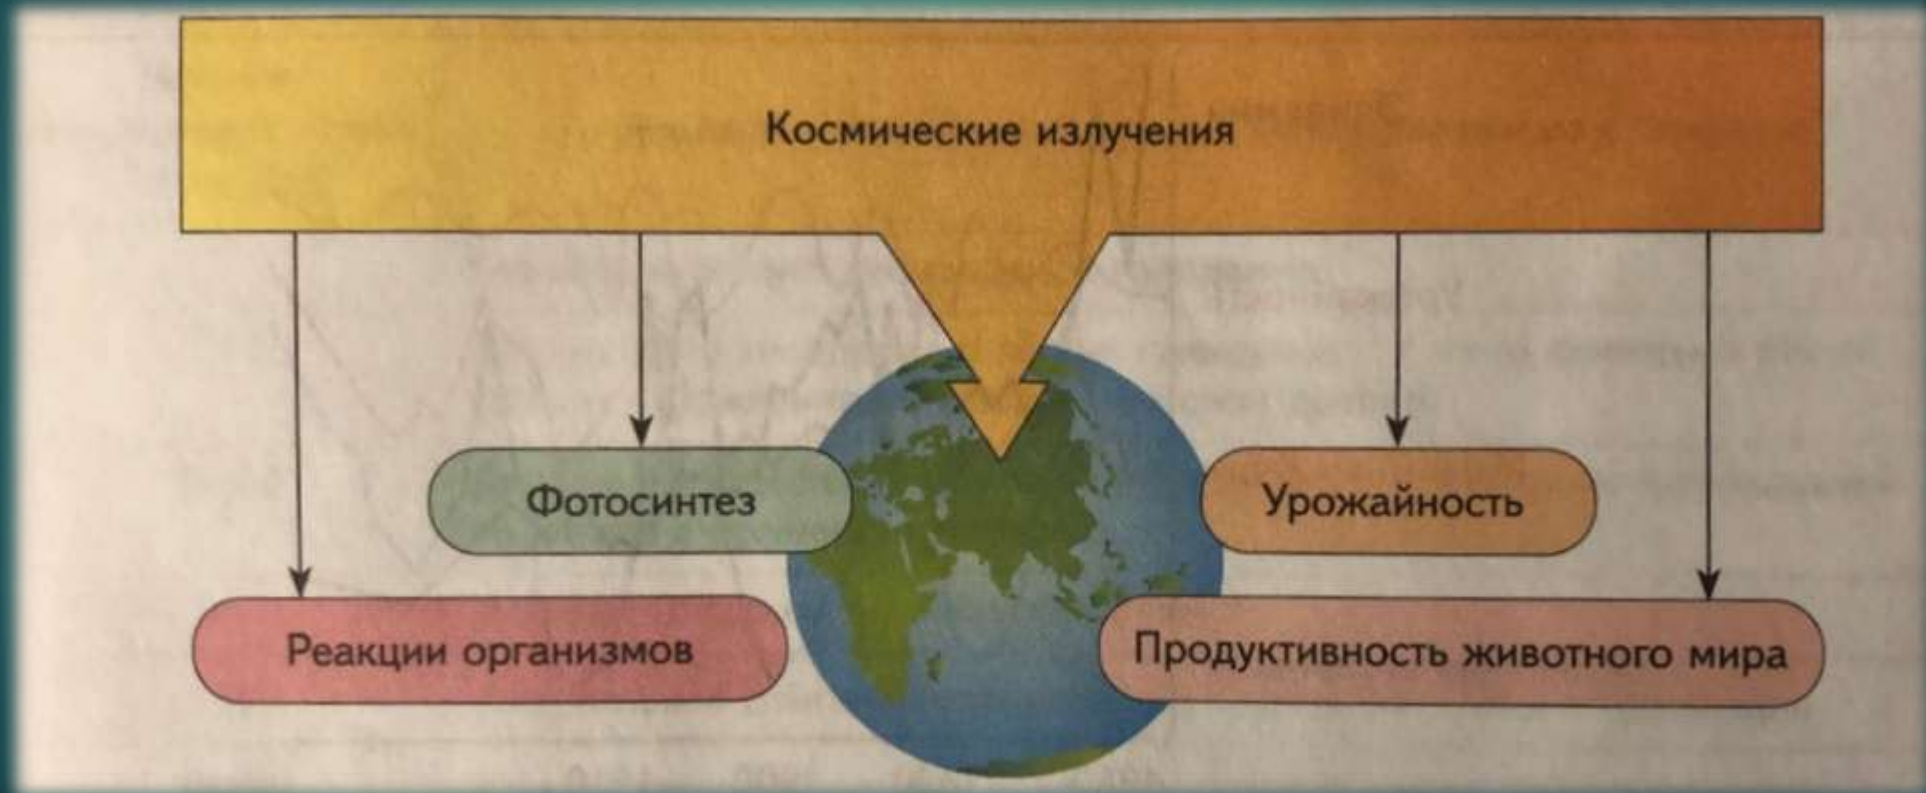 Космические излучения
Фотосинтез
Урожайность
Реакции организмов
Продуктивность животного мира